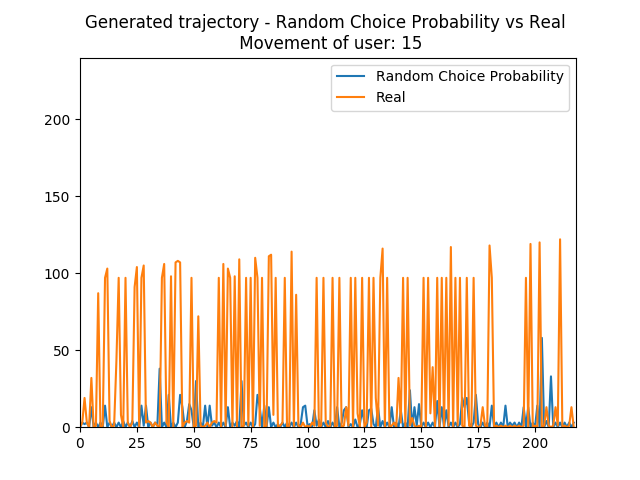 Generated trajectory - Random Choice Probability vs Real
Movement of user: 15
Random Choice Probability
Real
200
150
100
50
0
0 25 50 75 100 125 150 175 200